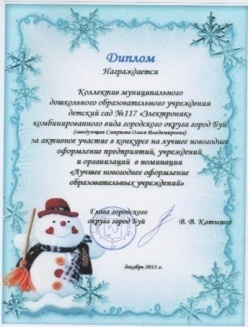 Диплом
Награждается
Коллектив муниципального
дошкольного образовательного учреждения
детский сад №117 «Электроник»
комбинированного вида городского округа город Буй
(заведующая Смирнова Ольга Владимировна)
за активное участие в конкурсе на лучшее новогоднее
оформление предприятий, учреждений
и организаций в номинации
«Лучшее новогоднее оформление
образовательных учреждений»
Глава городского
округа город Буй
В. В. Катышев
декабрь 2015 г.